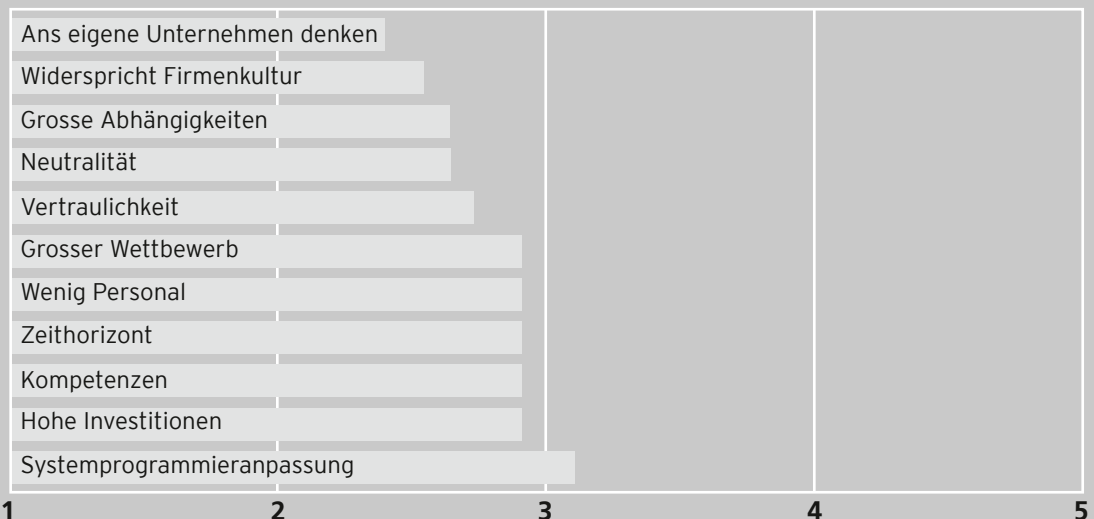 Ans eigene Unternehmen denken
Widerspricht Firmenkultur
Grosse Abhängigkeiten
Neutralität
Vertraulichkeit
Grosser Wettbewerb
Wenig Personal
Zeithorizont
Kompetenzen
Hohe Investitionen
Systemprogrammieranpassung
1 2 3 4 5